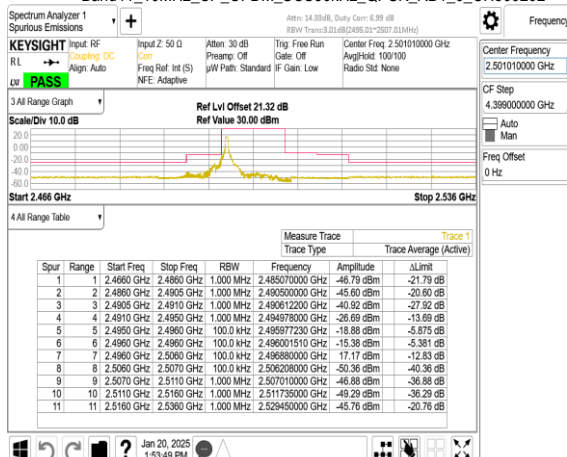 Spectrum Analyzer 1
Spurious Emissions
Attn: 14.33dB, Duty Corr: 6.99 dB
RBW Trans:3.01dB(2495.01~2507.01MHz)
Frequency
KEYSIGHT
RL
LXI PASS
Input: RF
Coupling: DC
Align: Auto
Input Z: 50 Ω
Corr
Freq Ref: Int (S)
NFE: Adaptive
Atten: 30 dB
Preamp: Off
µW Path: Standard
Trig: Free Run
Gate: Off
IF Gain: Low
Center Freq: 2.501010000 GHz
Avg|Hold: 100/100
Radio Std: None
Center Frequency
2.501010000 GHz
CF Step
4.399000000 GHz
Auto
Man
Freq Offset
0 Hz
3 All Range Graph
Scale/Div 10.0 dB
Ref Lvl Offset 21.32 dB
Ref Value 30.00 dBm
20.0
0.00
-20.0
-40.0
-60.0
Start 2.466 GHz
Stop 2.536 GHz
4 All Range Table
Measure Trace Trace 1
Trace Type Trace Average (Active)
Spur Range Start Freq Stop Freq RBW Frequency Amplitude ΔLimit
1 1 2.4660 GHz 2.4860 GHz 1.000 MHz 2.485070000 GHz -46.79 dBm -21.79 dB
2 2 2.4860 GHz 2.4905 GHz 1.000 MHz 2.490500000 GHz -45.60 dBm -20.60 dB
3 3 2.4905 GHz 2.4910 GHz 1.000 MHz 2.490612200 GHz -40.92 dBm -27.92 dB
4 4 2.4910 GHz 2.4950 GHz 1.000 MHz 2.494978000 GHz -26.69 dBm -13.69 dB
5 5 2.4950 GHz 2.4960 GHz 100.0 kHz 2.495977230 GHz -18.88 dBm -5.875 dB
6 6 2.4960 GHz 2.4960 GHz 100.0 kHz 2.496001510 GHz -15.38 dBm -5.381 dB
7 7 2.4960 GHz 2.5060 GHz 100.0 kHz 2.496880000 GHz 17.17 dBm -12.83 dB
8 8 2.5060 GHz 2.5070 GHz 100.0 kHz 2.506208000 GHz -50.36 dBm -40.36 dB
9 9 2.5070 GHz 2.5110 GHz 1.000 MHz 2.507010000 GHz -46.88 dBm -36.88 dB
10 10 2.5110 GHz 2.5160 GHz 1.000 MHz 2.511735000 GHz -49.29 dBm -36.29 dB
11 11 2.5160 GHz 2.5360 GHz 1.000 MHz 2.529450000 GHz -45.76 dBm -20.76 dB
?
Jan 20, 2025
1:53:49 PM